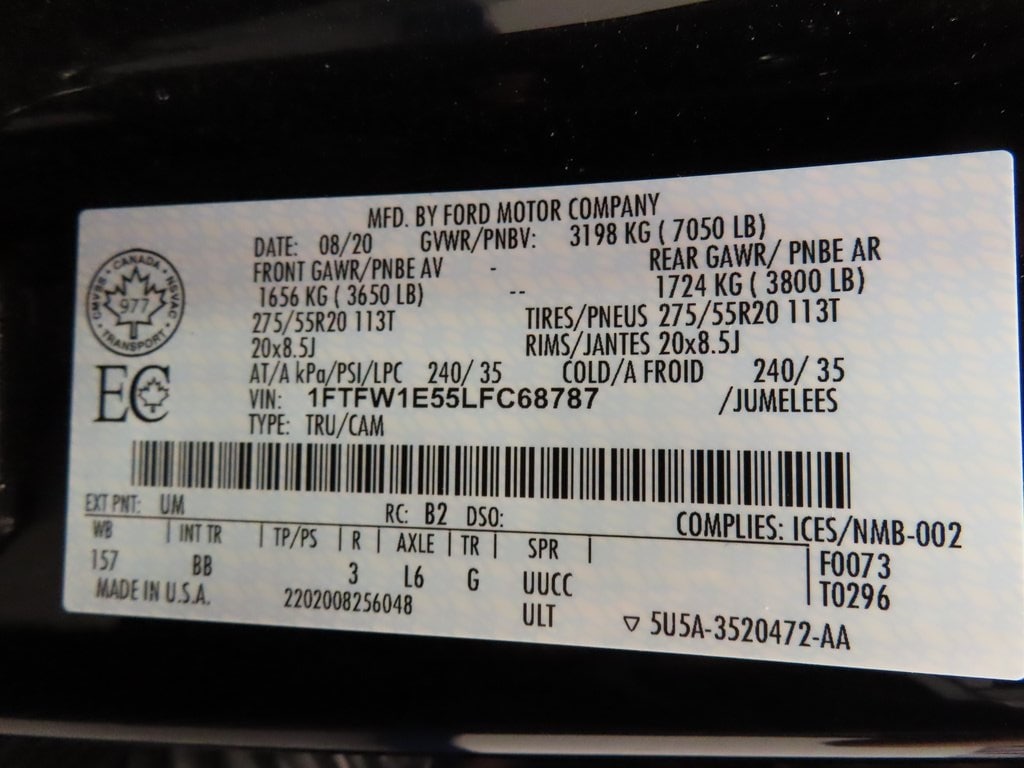 MFD. BY FORD MOTOR COMPANY
DATE: 08/20 GVWR/PNBV: 3198 KG ( 7050 LB)
FRONT GAWR/PNBE AV - REAR GAWR/ PNBE AR
1656 KG ( 3650 LB) -- 1724 KG ( 3800 LB)
275/55R20 113T TIRES/PNEUS 275/55R20 113T
20x8.5J RIMS/JANTES 20x8.5J
AT/A kPa/PSI/LPC 240/ 35 COLD/A FROID 240/ 35
VIN: 1FTFW1E55LFC68787 /JUMELEES
TYPE: TRU/CAM
CANADA
CMVSS NSVAC
977
TRANSPORT
EC
EXT PNT: UM RC: B2 DSO: COMPLIES: ICES/NMB-002
WB | INT TR | TP/PS | R | AXLE | TR | SPR | F0073
157 BB 3 L6 G UUCC T0296
MADE IN U.S.A. 2202008256048 ULT ▽ 5U5A-3520472-AA